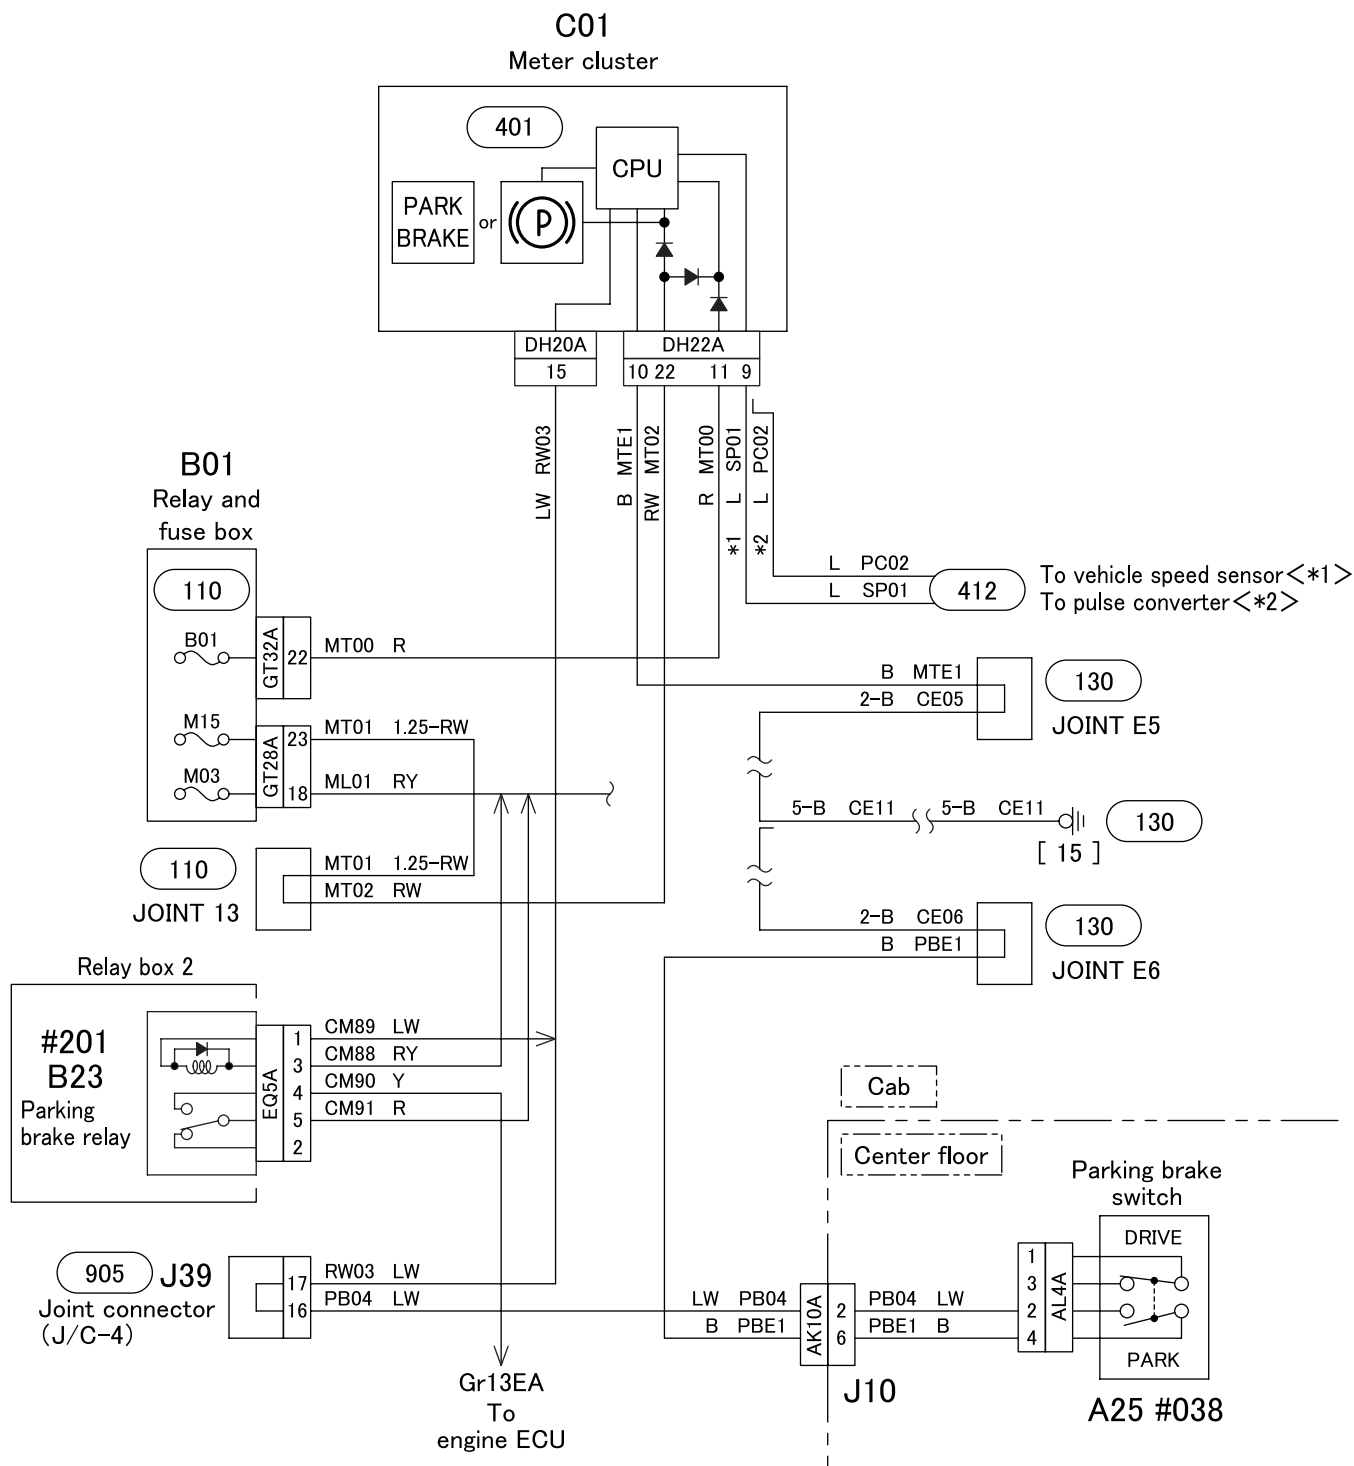 C01
Meter cluster
401
CPU
PARK
BRAKE
or
P
DH20A
15
DH22A
10 22 11 9
LW RW03
B MTE1
RW MT02
R MT00
*1 L SP01
*2 L PC02
B01
Relay and
fuse box
110
B01
GT32A
22 MT00 R
M15
GT28A
23 MT01 1.25-RW
M03
18 ML01 RY
L PC02
L SP01
412
To vehicle speed sensor<*1>
To pulse converter<*2>
B MTE1
2-B CE05
130
JOINT E5
5-B CE11 5-B CE11
130
[ 15 ]
110
JOINT 13
MT01 1.25-RW
MT02 RW
2-B CE06
B PBE1
130
JOINT E6
Relay box 2
#201
B23
Parking
brake relay
EQ5A
1 CM89 LW
3 CM88 RY
4 CM90 Y
5 CM91 R
2
Cab
Center floor
Parking brake
switch
DRIVE
PARK
AL4A
1
3
2
4
A25 #038
905
J39
Joint connector
(J/C-4)
17 RW03 LW
16 PB04 LW
LW PB04
B PBE1
AK10A
2 PB04 LW
6 PBE1 B
J10
Gr13EA
To
engine ECU